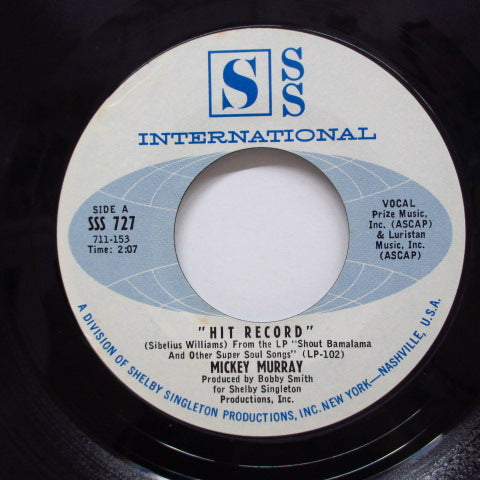 S S
S
INTERNATIONAL
SIDE A
SSS 727
711-153
Time: 2:07
VOCAL
Prize Music,
Inc. (ASCAP)
& Luristan
Music, Inc.
(ASCAP)
"HIT RECORD"
(Sibelius Williams) From the LP "Shout Bamalama
And Other Super Soul Songs" (LP-102)
MICKEY MURRAY
Produced by Bobby Smith
for Shelby Singleton
Productions, Inc.
A DIVISION OF SHELBY SINGLETON PRODUCTIONS, INC. NEW YORK—NASHVILLE, U.S.A.